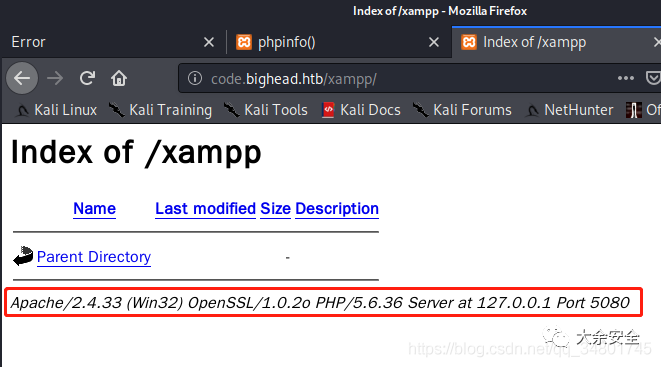 Index of /xampp - Mozilla Firefox
Error
phpinfo()
Index of /xampp
code.bighead.htb/xampp/
Kali Linux Kali Training Kali Tools Kali Docs Kali Forums NetHunter Of
Index of /xampp
Name Last modified Size Description
Parent Directory -
Apache/2.4.33 (Win32) OpenSSL/1.0.2o PHP/5.6.36 Server at 127.0.0.1 Port 5080
大余安全
https://blog.csdn.net/qq_34801745